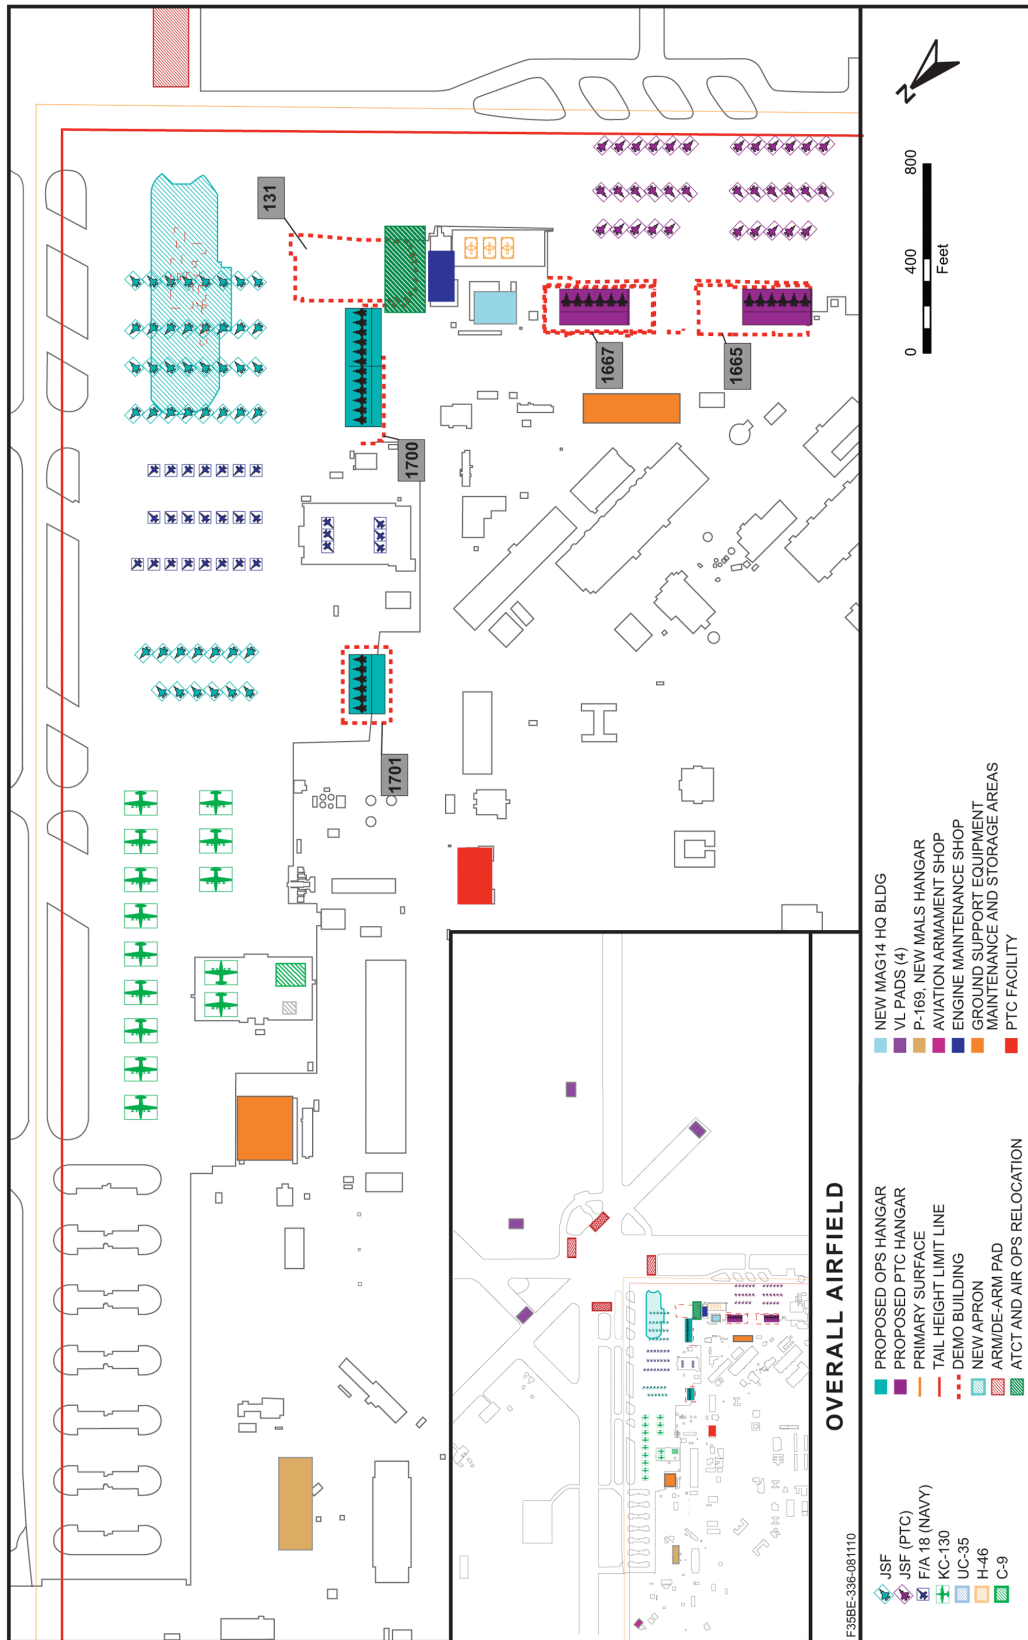 131
1700
1701
1667
1665
N
0 400 800
Feet
OVERALL AIRFIELD
F35BE-336-081110
JSF
JSF (PTC)
F/A 18 (NAVY)
KC-130
UC-35
H-46
C-9
PROPOSED OPS HANGAR
PROPOSED PTC HANGAR
PRIMARY SURFACE
TAIL HEIGHT LIMIT LINE
DEMO BUILDING
NEW APRON
ARM/DE-ARM PAD
ATCT AND AIR OPS RELOCATION
NEW MAG14 HQ BLDG
VL PADS (4)
P-169, NEW MALS HANGAR
AVIATION ARMAMENT SHOP
ENGINE MAINTENANCE SHOP
GROUND SUPPORT EQUIPMENT
MAINTENANCE AND STORAGE AREAS
PTC FACILITY